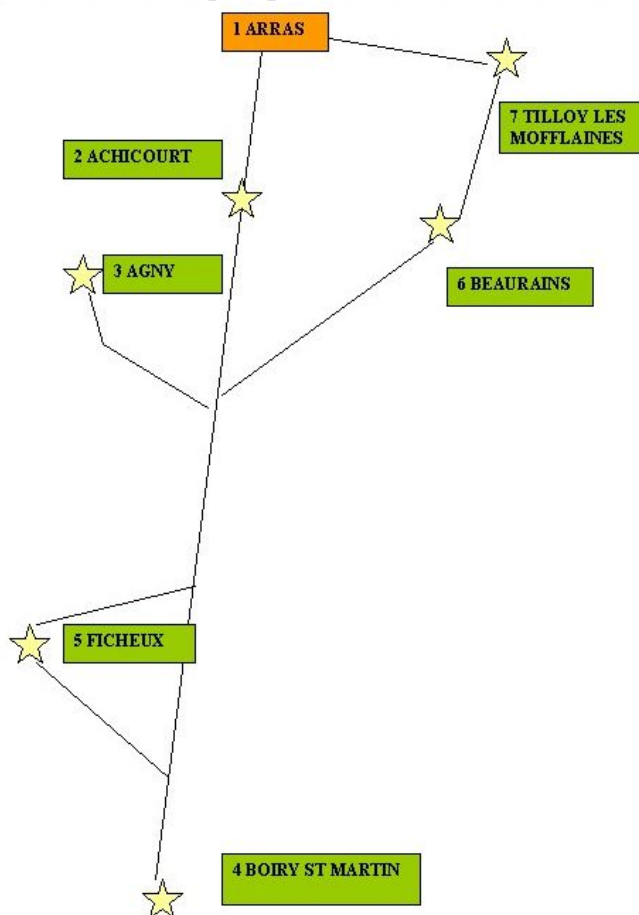 1 ARRAS
7 TILLOY LES
MOFFLAINES
2 ACHICOURT
3 AGNY
6 BEAURAINS
5 FICHEUX
4 BOIRY ST MARTIN